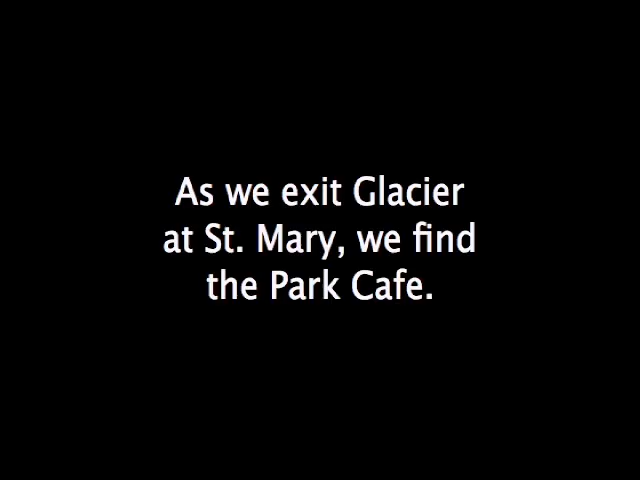 As we exit Glacier
at St. Mary, we find
the Park Cafe.